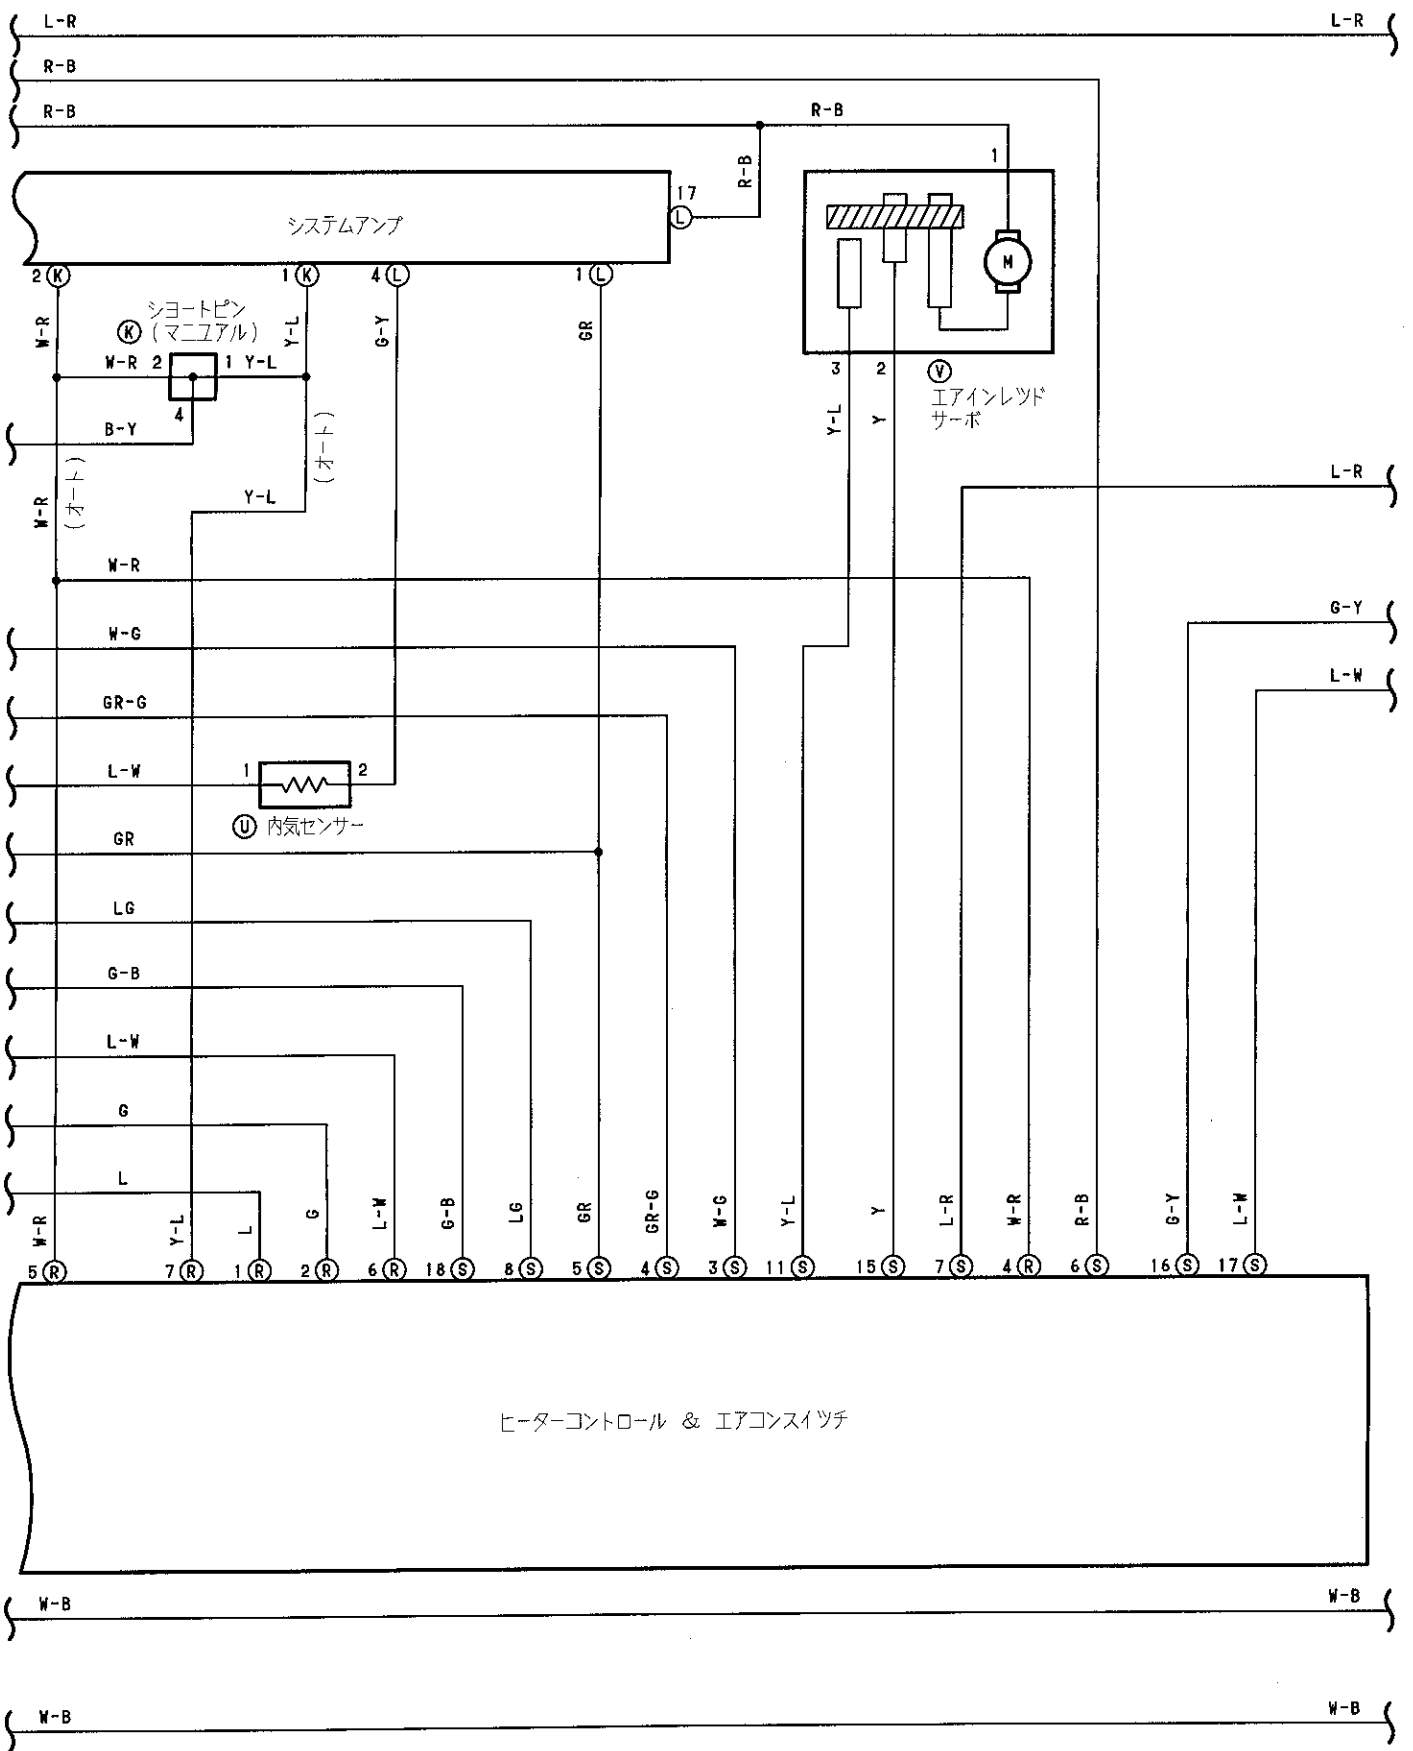 L-R L-R
R-B
R-B R-B
R-B
1
システムアンプ
17
L
2 K 1 K 4 L 1 L
W-R Y-L G-Y GR
シヨートピン
K (マニユアル)
W-R 2 1 Y-L
4
B-Y
(オート)
(オート)
W-R
Y-L
M
3 2
V
エアインレツド
サーボ
Y-L Y
L-R
W-R
G-Y
W-G
L-W
GR-G
L-W 1 2
U 内気センサー
GR
LG
G-B
L-W
G
L
W-R Y-L L G L-W G-B LG GR GR-G W-G Y-L Y L-R W-R R-B G-Y L-W
5 R 7 R 1 R 2 R 6 R 18 S 8 S 5 S 4 S 3 S 11 S 15 S 7 S 4 R 6 S 16 S 17 S
ヒーターコントロール & エアコンスイツチ
W-B W-B
W-B W-B